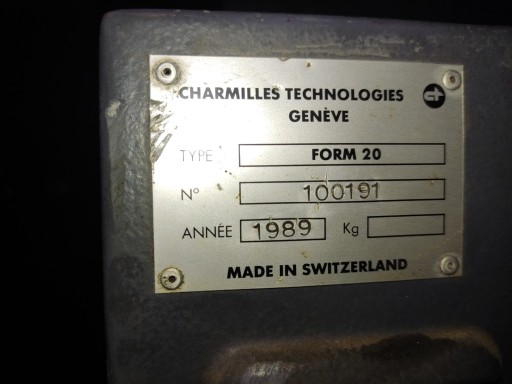 CHARMILLES TECHNOLOGIES
GENÈVE
TYPE FORM 20
N° 100191
ANNÉE 1989 Kg
MADE IN SWITZERLAND